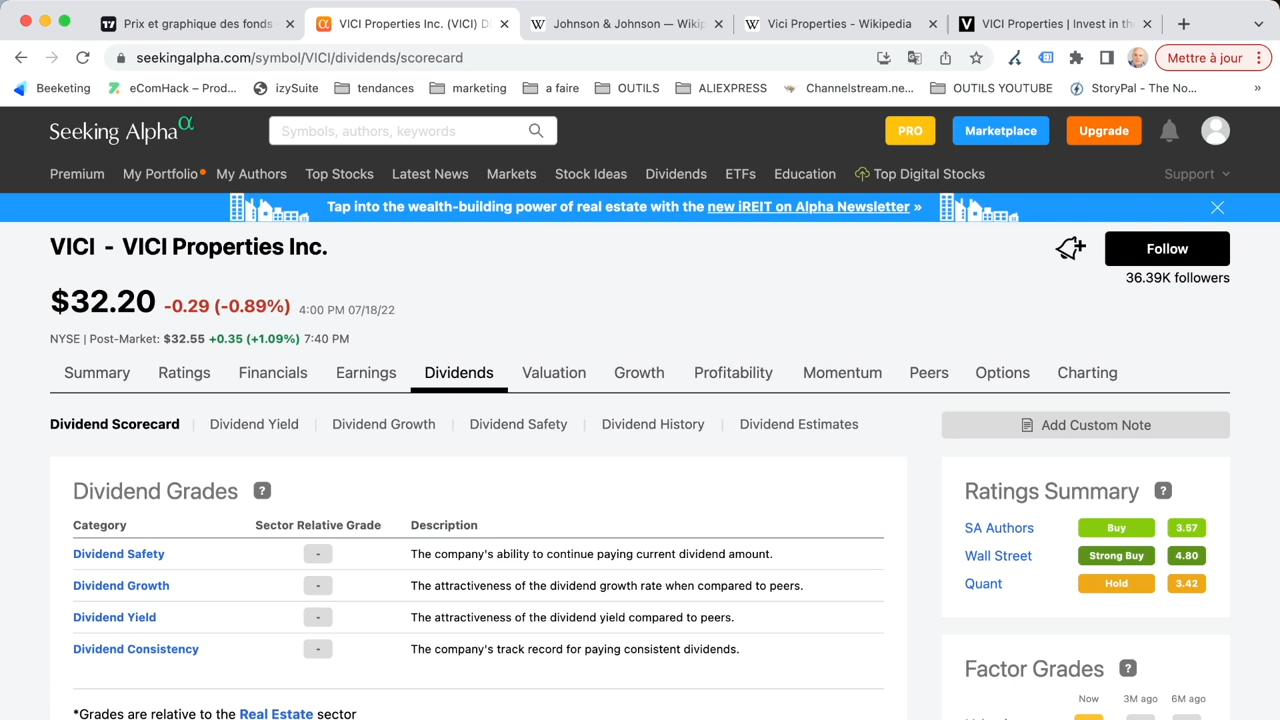 Prix et graphique des fonds
VICI Properties Inc. (VICI) D
Johnson & Johnson — Wikip
Vici Properties - Wikipedia
VICI Properties | Invest in th
seekingalpha.com/symbol/VICI/dividends/scorecard
Mettre à jour
Beeketing
eComHack – Prod...
izySuite
tendances
marketing
a faire
OUTILS
ALIEXPRESS
Channelstream.ne...
OUTILS YOUTUBE
StoryPal - The No...
»
Seeking Alpha α
Symbols, authors, keywords
PRO
Marketplace
Upgrade
Premium
My Portfolio
My Authors
Top Stocks
Latest News
Markets
Stock Ideas
Dividends
ETFs
Education
Top Digital Stocks
Support
Tap into the wealth-building power of real estate with the new iREIT on Alpha Newsletter »
VICI - VICI Properties Inc.
Follow
36.39K followers
$32.20 -0.29 (-0.89%) 4:00 PM 07/18/22
NYSE | Post-Market: $32.55 +0.35 (+1.09%) 7:40 PM
Summary
Ratings
Financials
Earnings
Dividends
Valuation
Growth
Profitability
Momentum
Peers
Options
Charting
Dividend Scorecard
Dividend Yield
Dividend Growth
Dividend Safety
Dividend History
Dividend Estimates
Add Custom Note
Dividend Grades ?
Category Sector Relative Grade Description
Dividend Safety - The company's ability to continue paying current dividend amount.
Dividend Growth - The attractiveness of the dividend growth rate when compared to peers.
Dividend Yield - The attractiveness of the dividend yield compared to peers.
Dividend Consistency - The company's track record for paying consistent dividends.
*Grades are relative to the Real Estate sector
Ratings Summary ?
SA Authors Buy 3.57
Wall Street Strong Buy 4.80
Quant Hold 3.42
Factor Grades ?
Now 3M ago 6M ago